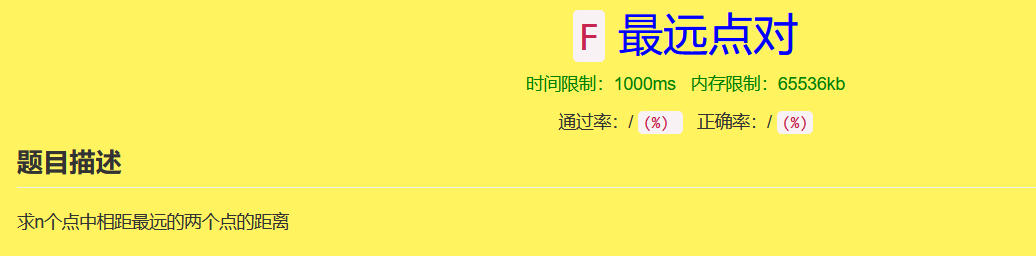 F 最远点对
时间限制：1000ms 内存限制：65536kb
通过率：/ (%) 正确率：/ (%)
题目描述
求n个点中相距最远的两个点的距离